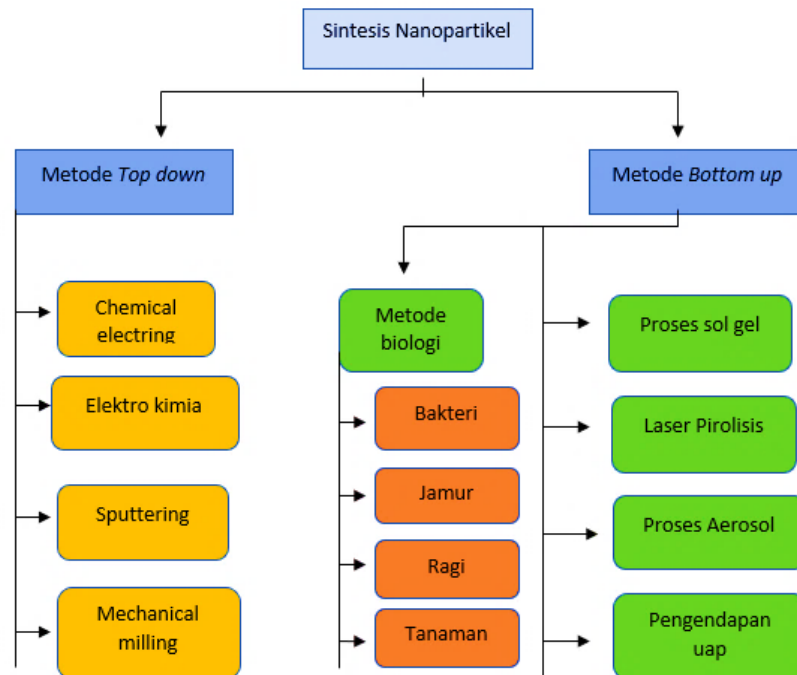 Sintesis Nanopartikel
Metode Top down
Metode Bottom up
Chemical
electring
Elektro kimia
Sputtering
Mechanical
milling
Metode
biologi
Bakteri
Jamur
Ragi
Tanaman
Proses sol gel
Laser Pirolisis
Proses Aerosol
Pengendapan
uap